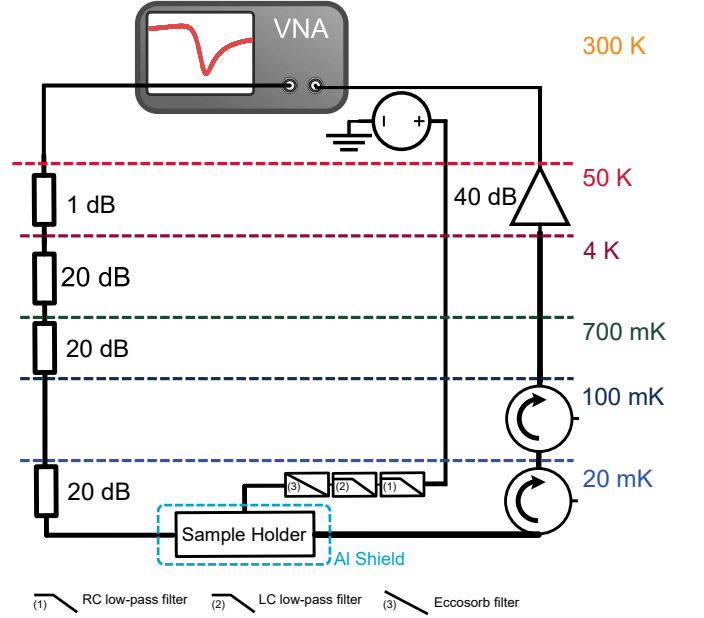 VNA
300 K
+
50 K
1 dB
40 dB
4 K
20 dB
700 mK
20 dB
100 mK
20 mK
20 dB
(3)
(2)
(1)
Sample Holder
Al Shield
(1) RC low-pass filter
(2) LC low-pass filter
(3) Eccosorb filter